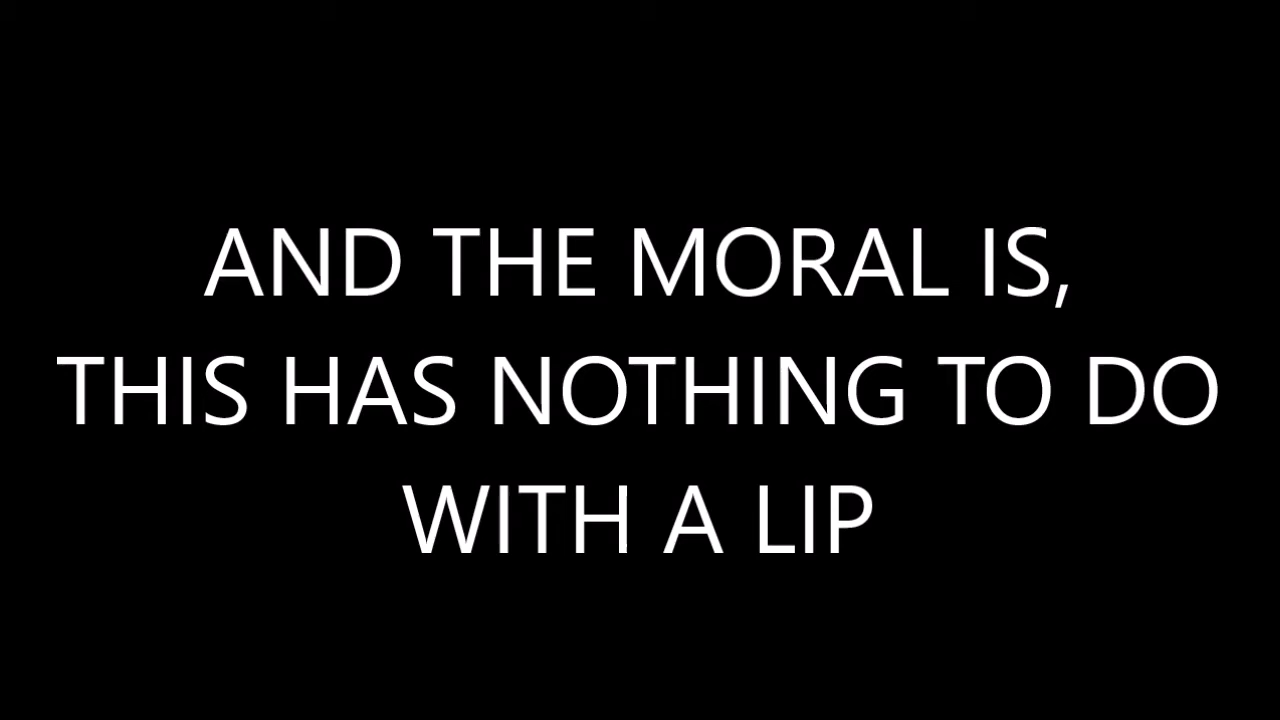 AND THE MORAL IS,
THIS HAS NOTHING TO DO
WITH A LIP